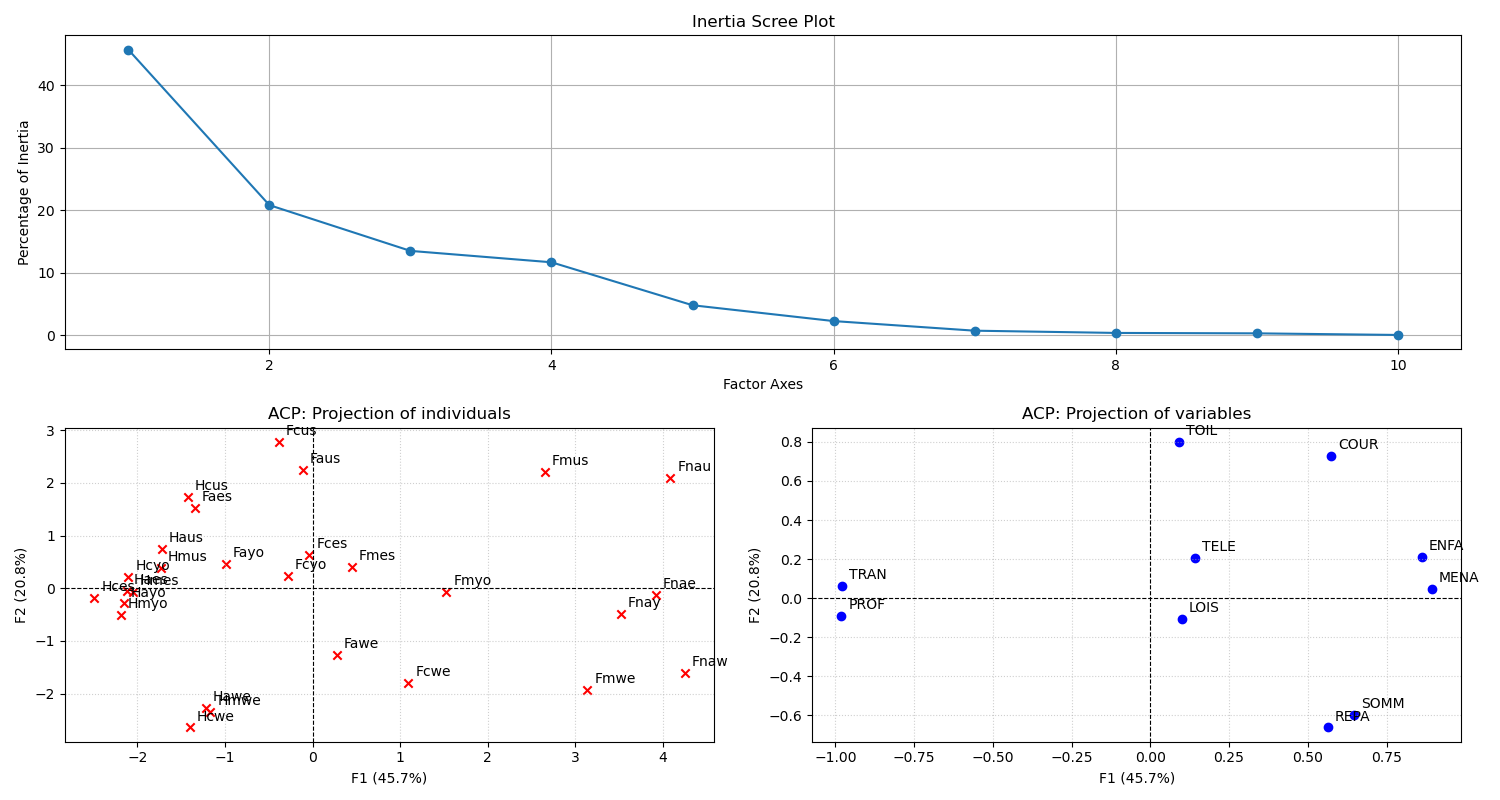 Inertia Scree Plot
Percentage of Inertia
40
30
20
10
0
2
4
6
8
10
Factor Axes
ACP: Projection of individuals
F2 (20.8%)
3
2
1
0
−1
−2
Fcus
Faus
Fmus
Fnau
Hcus
Faes
Haus
Hmus
Fayo
Fces
Fcyo
Fmes
Hcyo
Haes
Hmes
Hces
Hayo
Hmyo
Fmyo
Fnae
Fnay
Fawe
Fcwe
Fmwe
Fnaw
Hawe
Hmwe
Hcwe
−2
−1
0
1
2
3
4
F1 (45.7%)
ACP: Projection of variables
F2 (20.8%)
0.8
0.6
0.4
0.2
0.0
−0.2
−0.4
−0.6
TOIL
COUR
TELE
ENFA
MENA
TRAN
PROF
LOIS
SOMM
REPA
−1.00
−0.75
−0.50
−0.25
0.00
0.25
0.50
0.75
F1 (45.7%)